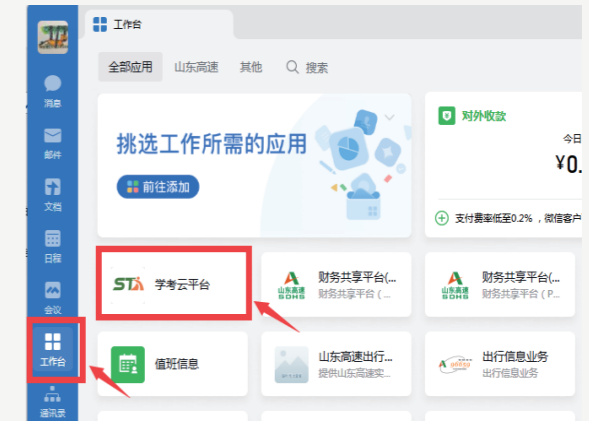 工作台
全部应用
山东高速
其他
搜索
消息
邮件
文档
日程
会议
工作台
通讯录
挑选工作所需的应用
前往添加
对外收款
今日
¥0.
支付费率低至0.2%，微信客户
STA
学考云平台
山东高速
SDHS
财务共享平台(...
财务共享平台（...
山东高速
SDHS
财务共享平台(...
财务共享平台（P...
值班信息
山东高速出行...
提供山东高速实...
出行信息业务
出行信息业务